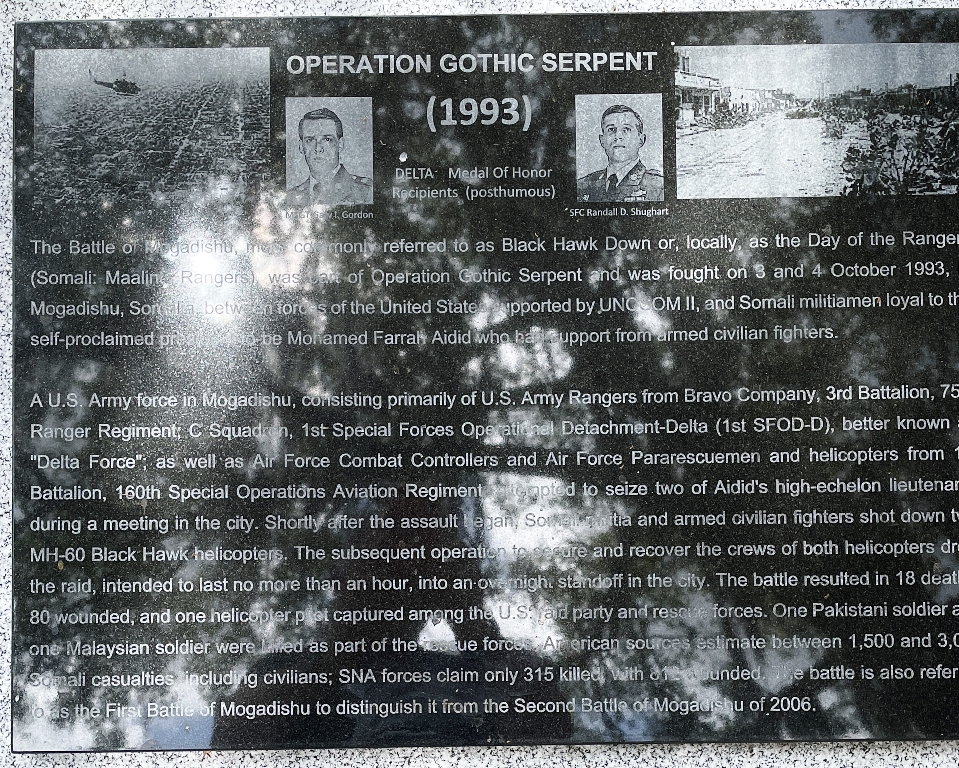 OPERATION GOTHIC SERPENT
(1993)
DELTA: Medal Of Honor
Recipients (posthumous)
Gordon
SFC Randall D. Shughart
The Battle of Mogadishu, more commonly referred to as Black Hawk Down or, locally, as the Day of the Ranger
(Somali: Maalin Rangers), was part of Operation Gothic Serpent and was fought on 3 and 4 October 1993,
Mogadishu, Somalia, between forces of the United States supported by UNOSOM II, and Somali militiamen loyal to th
self-proclaimed president-to-be Mohamed Farrah Aidid who had support from armed civilian fighters.
A U.S. Army force in Mogadishu, consisting primarily of U.S. Army Rangers from Bravo Company, 3rd Battalion, 75
Ranger Regiment; C Squadron, 1st Special Forces Operational Detachment-Delta (1st SFOD-D), better known
"Delta Force"; as well as Air Force Combat Controllers and Air Force Pararescuemen and helicopters from 1
Battalion, 160th Special Operations Aviation Regiment attempted to seize two of Aidid's high-echelon lieutenan
during a meeting in the city. Shortly after the assault began, Somali militia and armed civilian fighters shot down tw
MH-60 Black Hawk helicopters. The subsequent operation to secure and recover the crews of both helicopters dr
the raid, intended to last no more than an hour, into an overnight standoff in the city. The battle resulted in 18 death
80 wounded, and one helicopter pilot captured among the U.S. raid party and rescue forces. One Pakistani soldier a
one Malaysian soldier were killed as part of the rescue forces. American sources estimate between 1,500 and 3,0
Somali casualties, including civilians; SNA forces claim only 315 killed, with 812 wounded. The battle is also refer
to as the First Battle of Mogadishu to distinguish it from the Second Battle of Mogadishu of 2006.